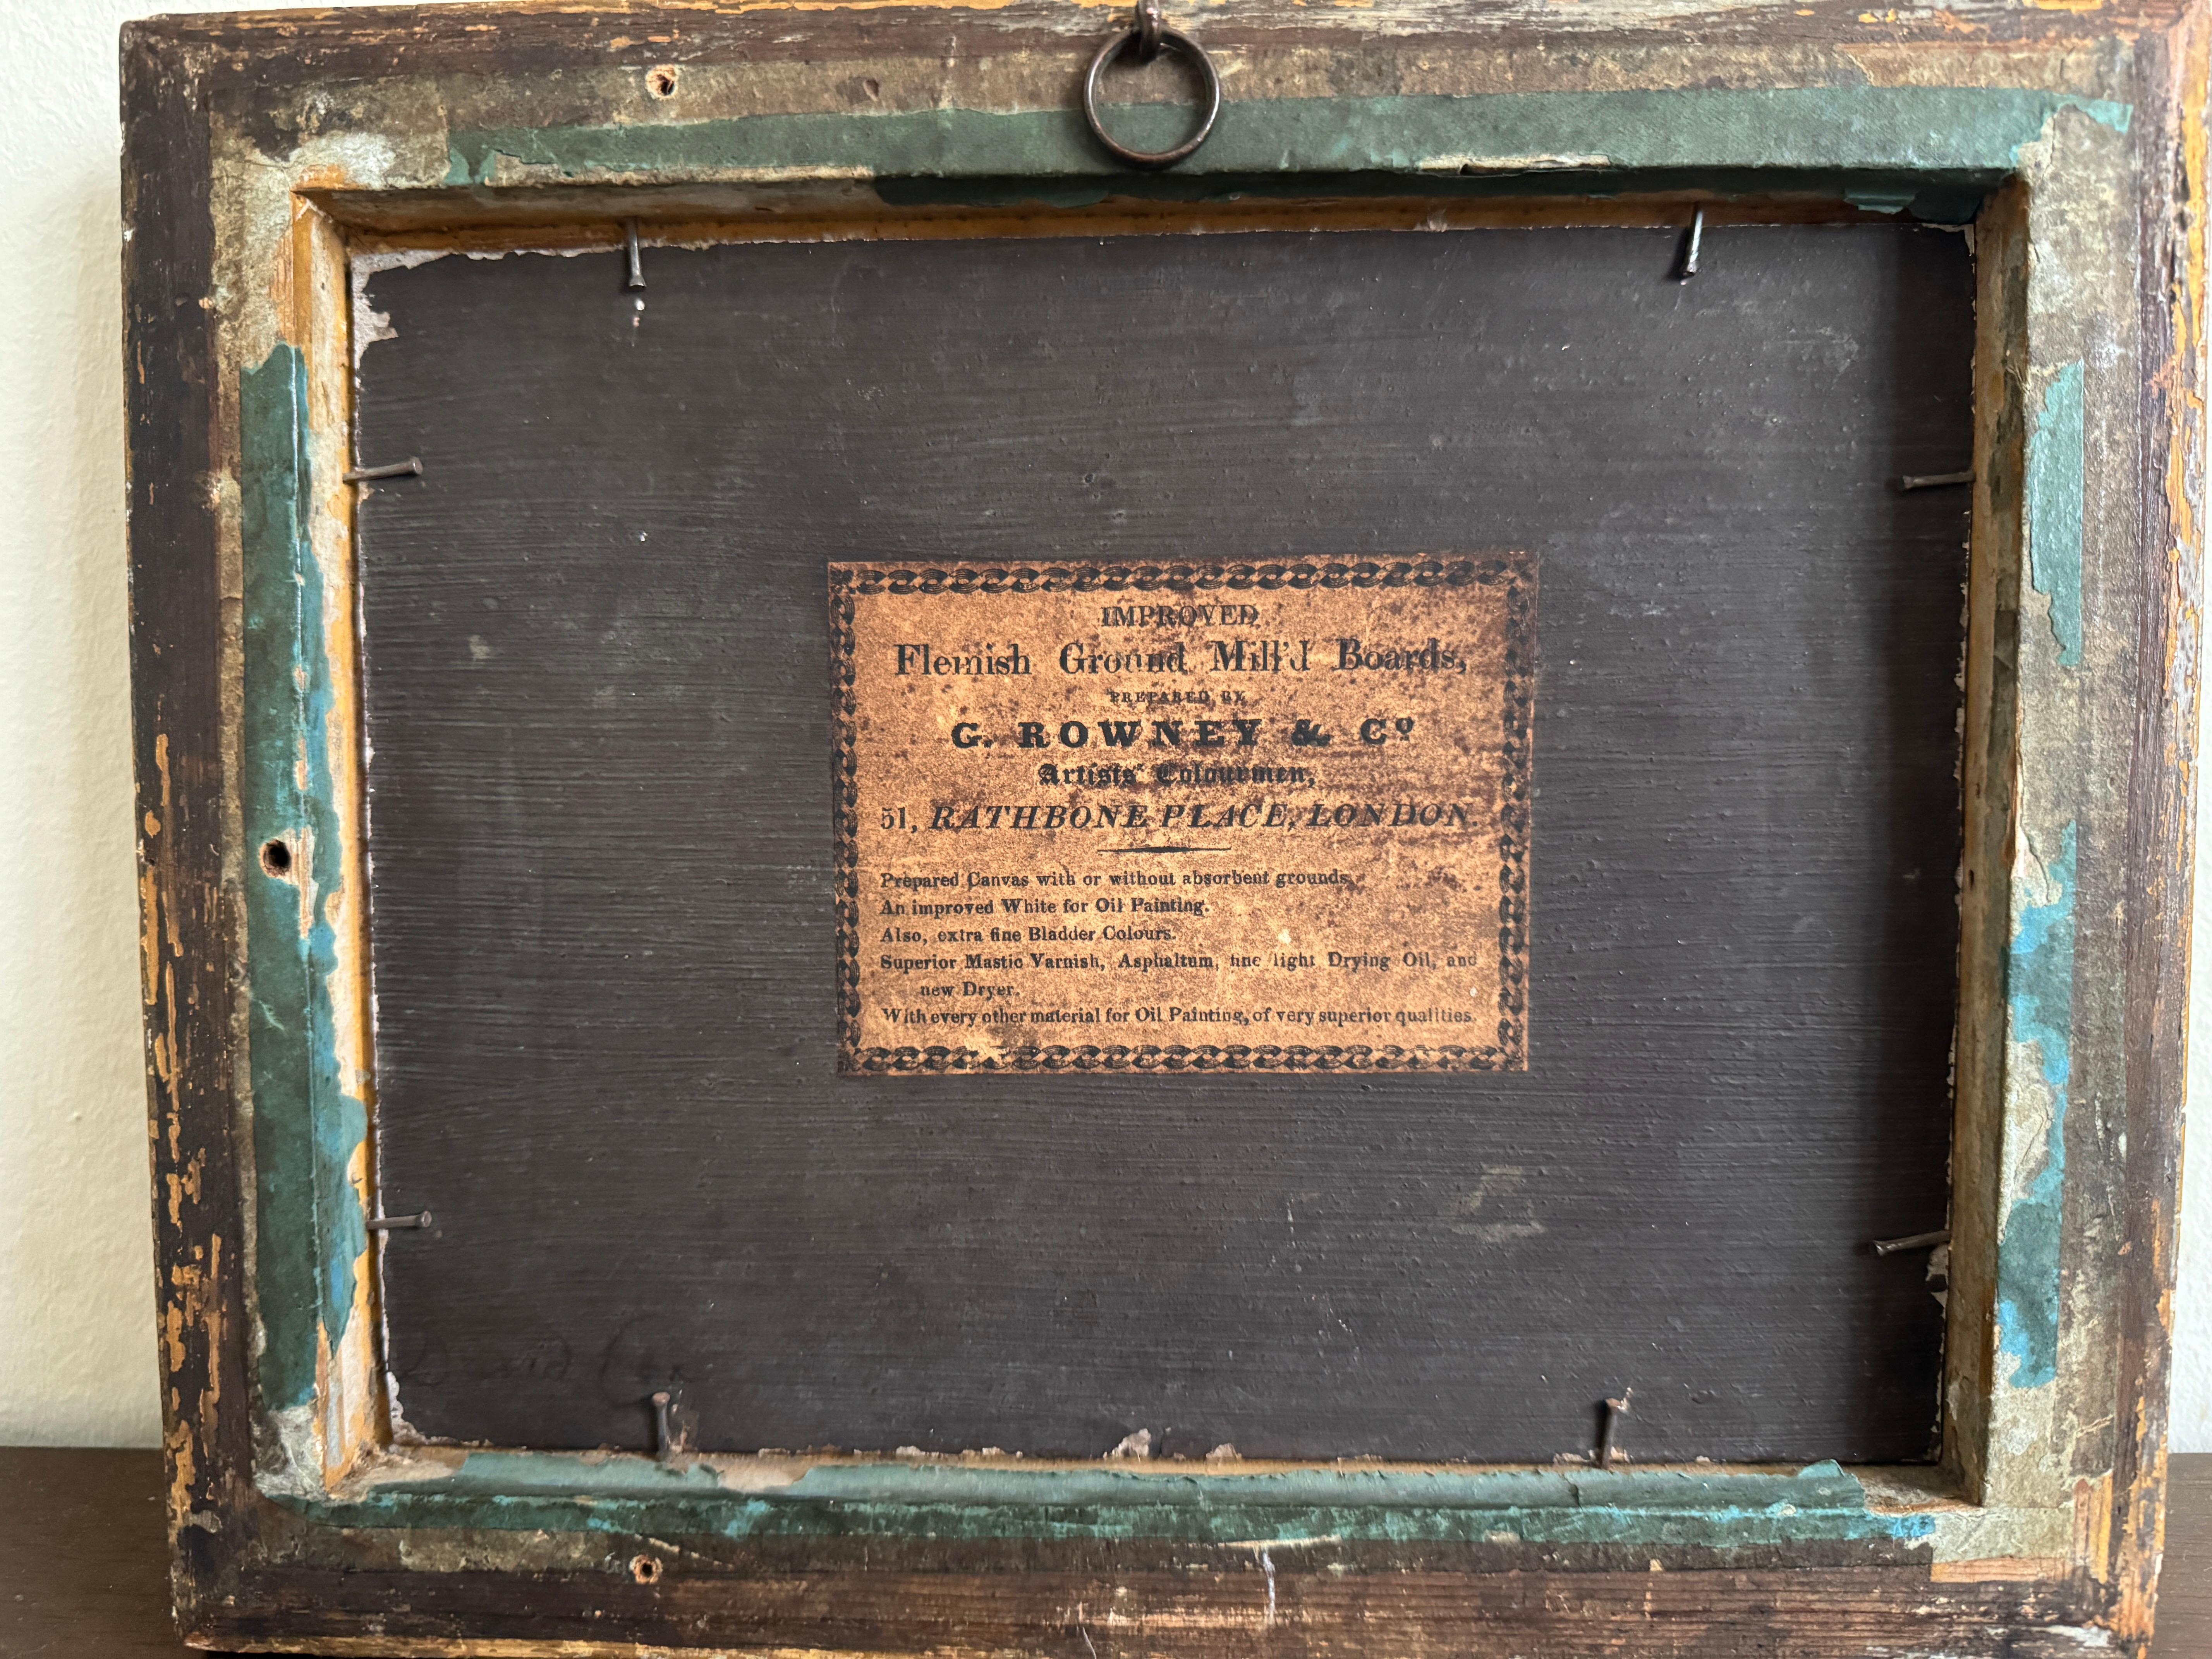 IMPROVED
Flemish Ground Mill'd Boards,
PREPARED BY
G. ROWNEY & Cº
Artists' Colourmen,
51, RATHBONE PLACE, LONDON.
Prepared Canvas with or without absorbent grounds,
An improved White for Oil Painting.
Also, extra fine Bladder Colours.
Superior Mastic Varnish, Asphaltum, fine light Drying Oil, and
new Dryer.
With every other material for Oil Painting, of very superior qualities
David Cox